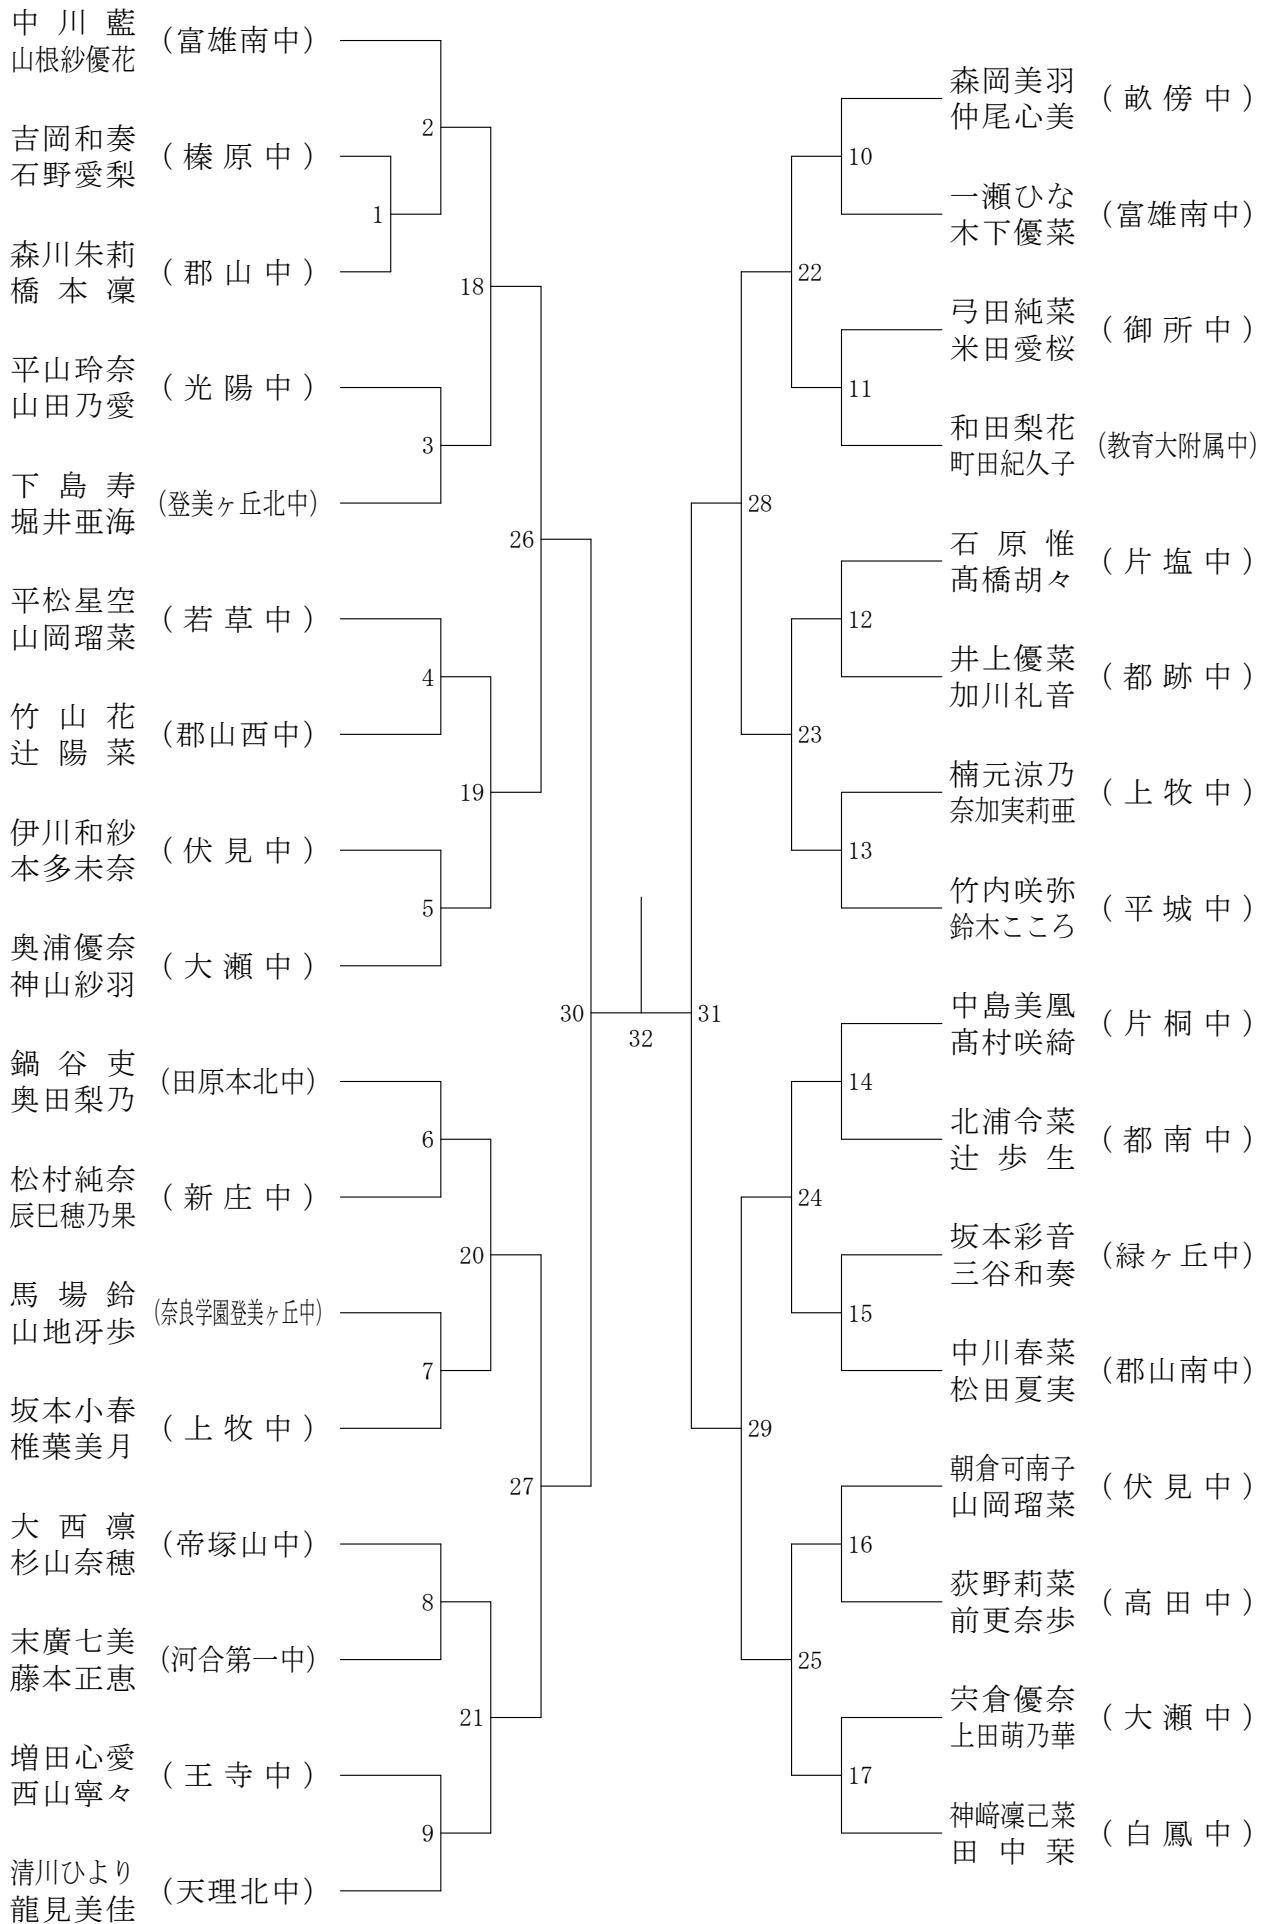 中川藍
山根紗優花
(富雄南中)
吉岡和奏
石野愛梨
(榛原中)
森川朱莉
橋本凜
(郡山中)
平山玲奈
山田乃愛
(光陽中)
下島寿
堀井亜海
(登美ヶ丘北中)
平松星空
山岡瑠菜
(若草中)
竹山花
辻陽菜
(郡山西中)
伊川和紗
本多未奈
(伏見中)
奥浦優奈
神山紗羽
(大瀬中)
鍋谷吏
奥田梨乃
(田原本北中)
松村純奈
辰巳穂乃果
(新庄中)
馬場鈴
山地冴歩
(奈良学園登美ヶ丘中)
坂本小春
椎葉美月
(上牧中)
大西凛
杉山奈穂
(帝塚山中)
末廣七美
藤本正恵
(河合第一中)
増田心愛
西山寧々
(王寺中)
清川ひより
龍見美佳
(天理北中)
1
2
3
4
5
6
7
8
9
18
19
20
21
26
27
30
32
31
28
29
22
23
24
25
10
11
12
13
14
15
16
17
森岡美羽
仲尾心美
(畝傍中)
一瀬ひな
木下優菜
(富雄南中)
弓田純菜
米田愛桜
(御所中)
和田梨花
町田紀久子
(教育大附属中)
石原惟
髙橋胡々
(片塩中)
井上優菜
加川礼音
(都跡中)
楠元涼乃
奈加実莉亜
(上牧中)
竹内咲弥
鈴木こころ
(平城中)
中島美凰
髙村咲綺
(片桐中)
北浦令菜
辻歩生
(都南中)
坂本彩音
三谷和奏
(緑ヶ丘中)
中川春菜
松田夏実
(郡山南中)
朝倉可南子
山岡瑠菜
(伏見中)
荻野莉菜
前更奈歩
(高田中)
宍倉優奈
上田萌乃華
(大瀬中)
神﨑凜己菜
田中栞
(白鳳中)